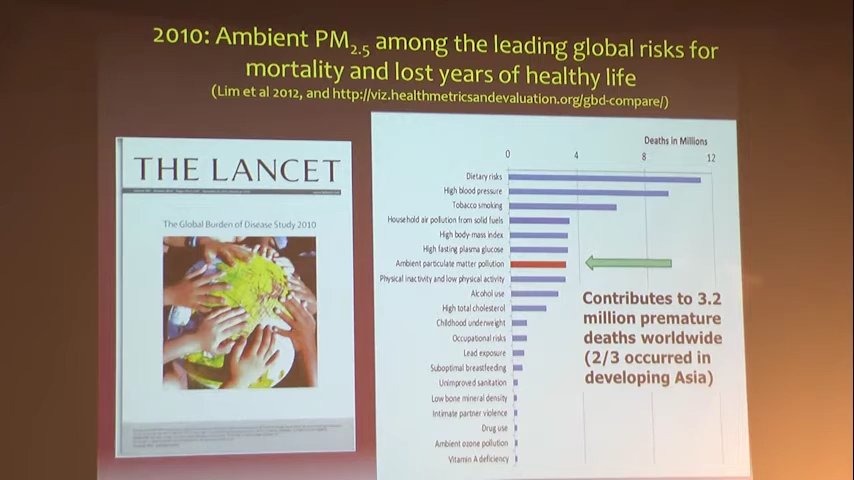 2010: Ambient PM2.5 among the leading global risks for
mortality and lost years of healthy life
(Lim et al 2012, and http://viz.healthmetricsandevaluation.org/gbd-compare/)
THE LANCET
The Global Burden of Disease Study 2010
Deaths in Millions
0 4 8 12
Dietary risks
High blood pressure
Tobacco smoking
Household air pollution from solid fuels
High body-mass index
High fasting plasma glucose
Ambient particulate matter pollution
Physical inactivity and low physical activity
Alcohol use
High total cholesterol
Childhood underweight
Occupational risks
Lead exposure
Suboptimal breastfeeding
Unimproved sanitation
Low bone mineral density
Intimate partner violence
Drug use
Ambient ozone pollution
Vitamin A deficiency
Contributes to 3.2
million premature
deaths worldwide
(2/3 occurred in
developing Asia)